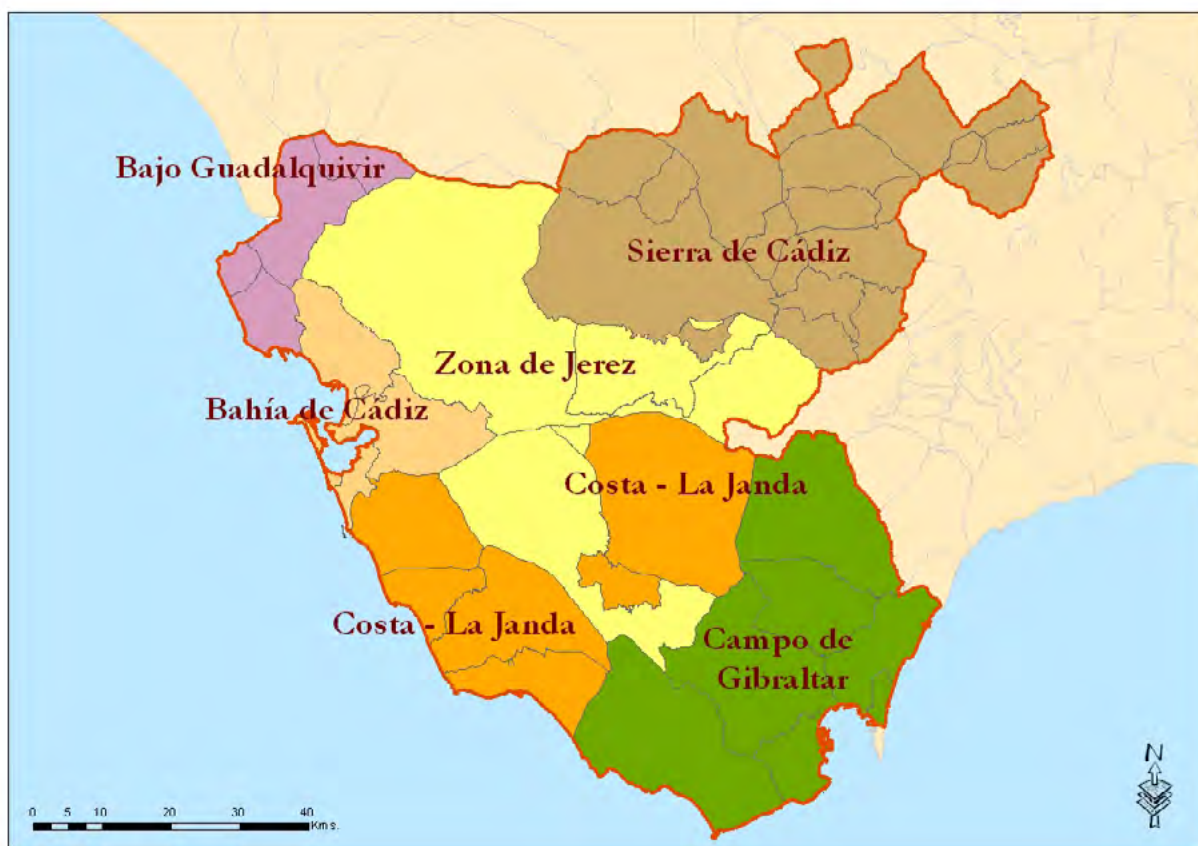 Bajo Guadalquivir
Sierra de Cádiz
Zona de Jerez
Bahía de Cádiz
Costa - La Janda
Costa - La Janda
Campo de
Gibraltar
N
0 5 10 20 30 40
Kms.